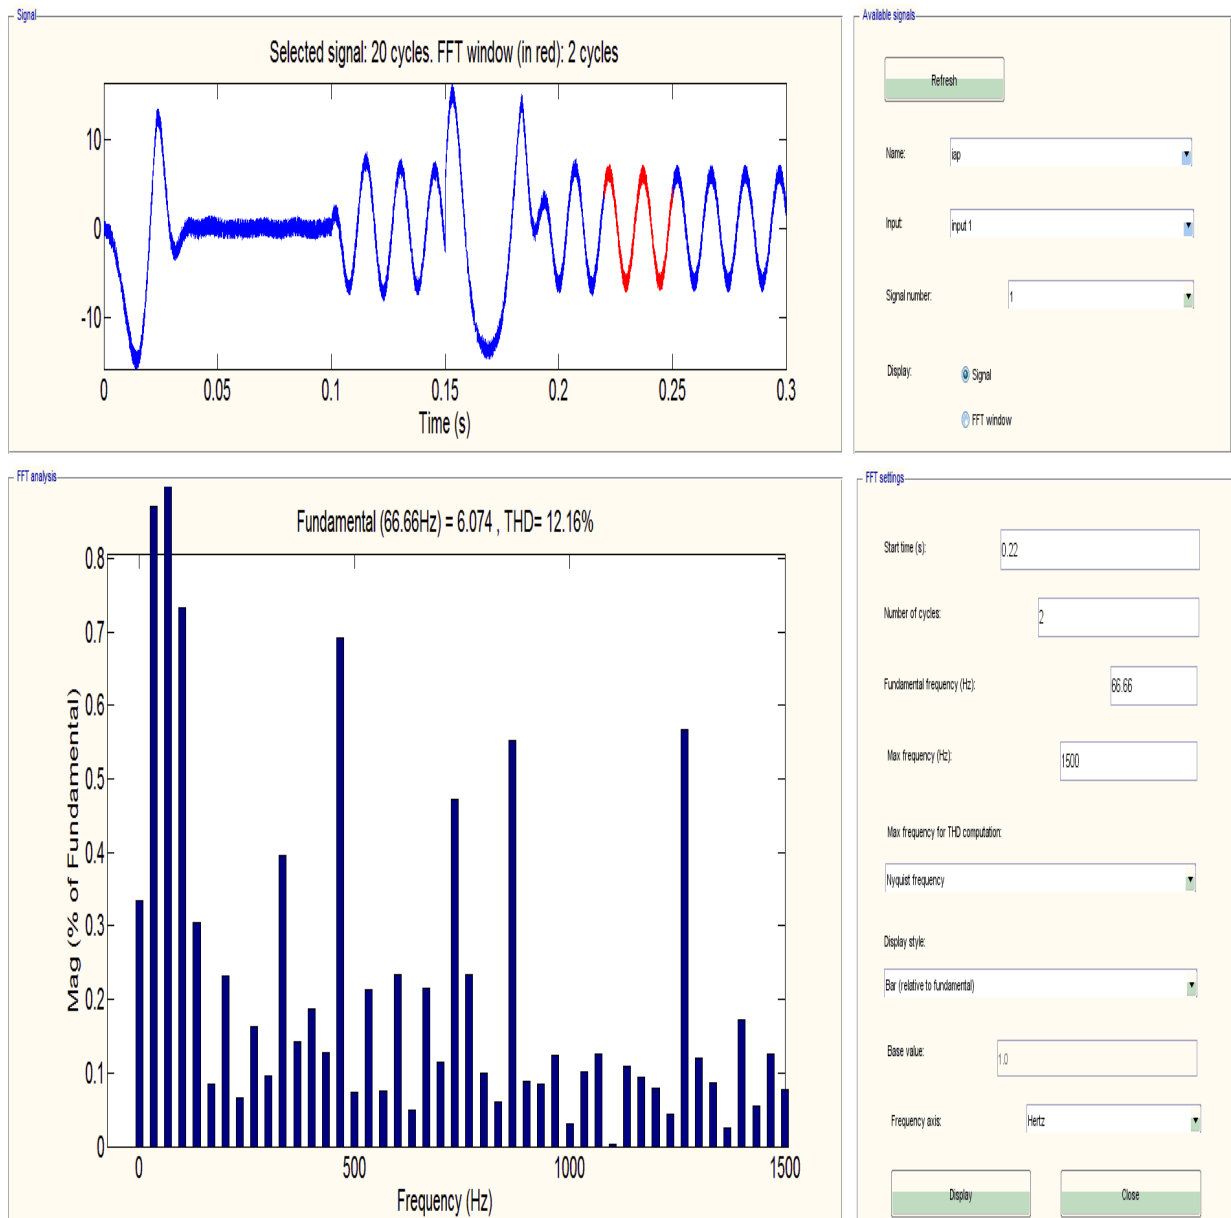 Signal
Selected signal: 20 cycles. FFT window (in red): 2 cycles
10
0
-10
0
0.05
0.1
0.15
0.2
0.25
0.3
Time (s)
Available signals
Refresh
Name:
iap
Input:
input 1
Signal number:
1
Display:
Signal
FFT window
FFT analysis
Fundamental (66.66Hz) = 6.074 , THD= 12.16%
0.8
0.7
0.6
0.5
0.4
0.3
0.2
0.1
0
Mag (% of Fundamental)
0
500
1000
1500
Frequency (Hz)
FFT settings
Start time (s):
0.22
Number of cycles:
2
Fundamental frequency (Hz):
66.66
Max frequency (Hz):
1500
Max frequency for THD computation:
Nyquist frequency
Display style:
Bar (relative to fundamental)
Base value:
1.0
Frequency axis:
Hertz
Display
Close